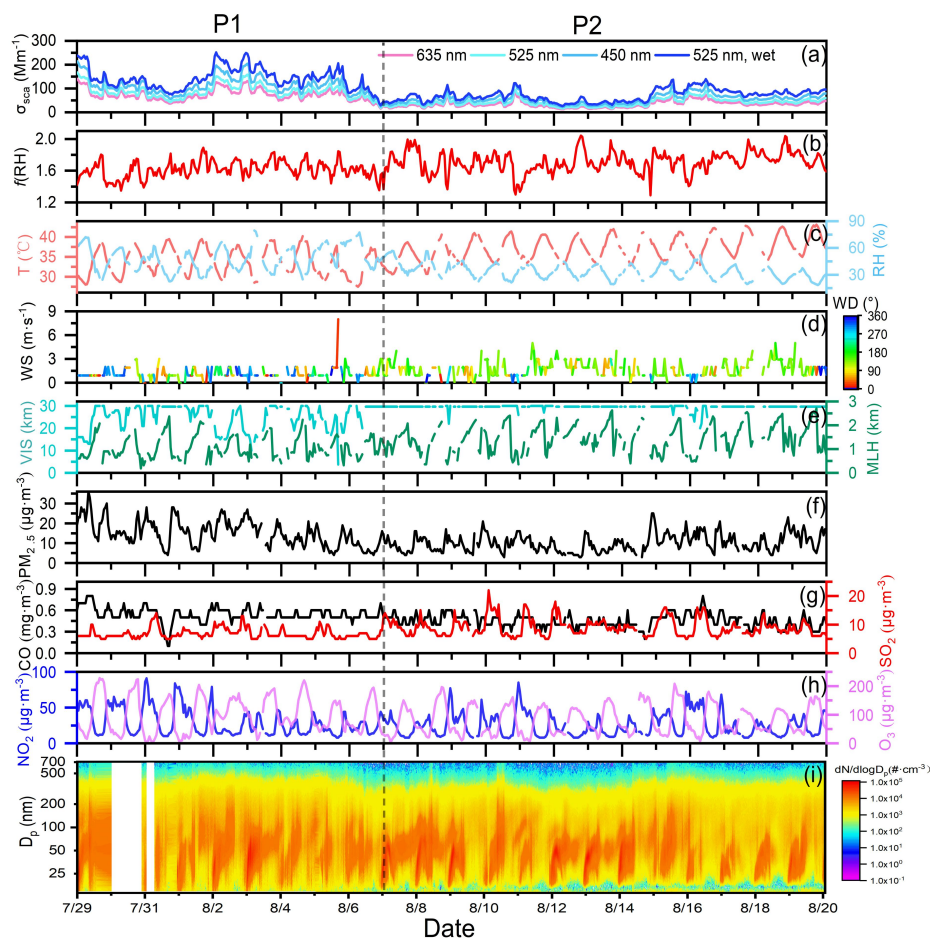 P1 P2
(a)
635 nm 525 nm 450 nm 525 nm, wet
σsca (Mm-1)
300
200
100
0
(b)
f(RH)
2.0
1.6
1.2
(c)
T (℃)
40
35
30
RH (%)
90
60
30
(d)
WS (m·s-1)
9
6
3
0
WD (°)
360
270
180
90
0
(e)
VIS (km)
30
20
10
0
MLH (km)
3
2
1
0
(f)
PM2.5 (µg·m-3)
30
20
10
0
(g)
CO (mg·m-3)
0.9
0.6
0.3
0.0
SO2 (µg·m-3)
20
10
0
(h)
NO2 (µg·m-3)
100
50
0
O3 (µg·m-3)
200
100
0
(i)
Dp (nm)
700
500
200
100
50
25
dN/dlogDp(#·cm-3)
1.0x10^5
1.0x10^4
1.0x10^3
1.0x10^2
1.0x10^1
1.0x10^0
1.0x10^-1
7/29 7/31 8/2 8/4 8/6 8/8 8/10 8/12 8/14 8/16 8/18 8/20
Date